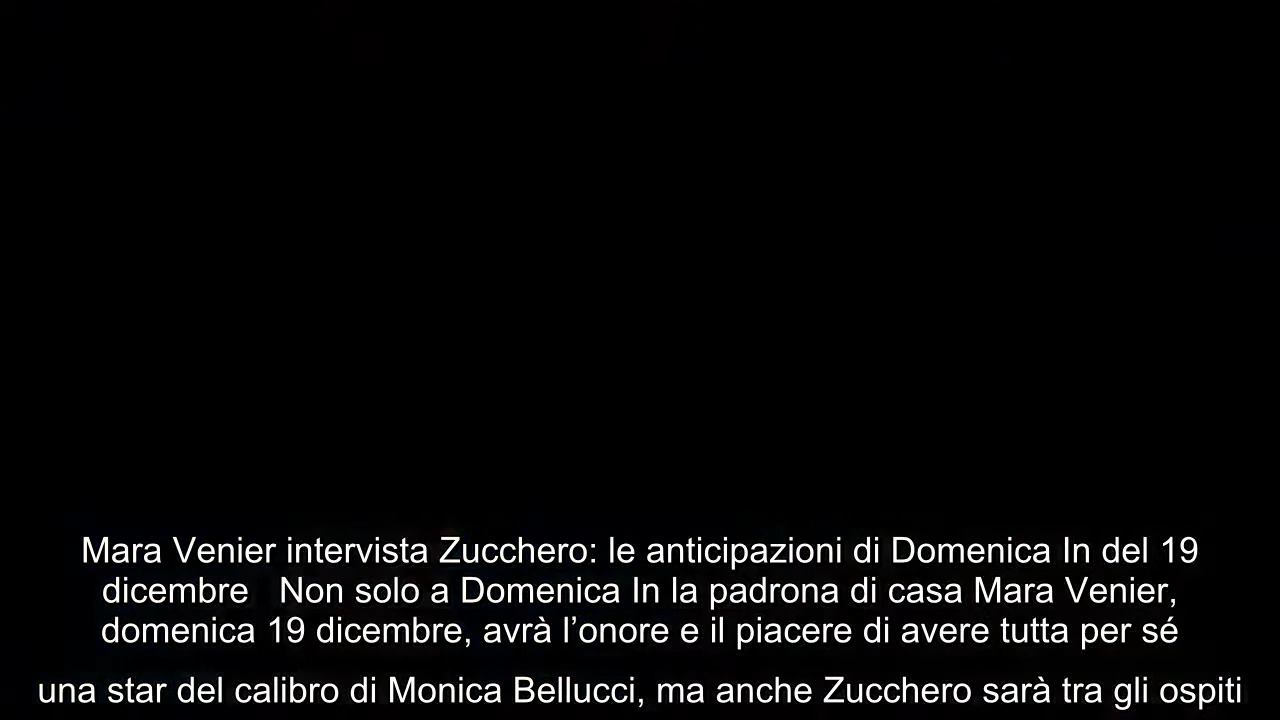 Mara Venier intervista Zucchero: le anticipazioni di Domenica In del 19
dicembre   Non solo a Domenica In la padrona di casa Mara Venier,
domenica 19 dicembre, avrà l’onore e il piacere di avere tutta per sé
una star del calibro di Monica Bellucci, ma anche Zucchero sarà tra gli ospiti